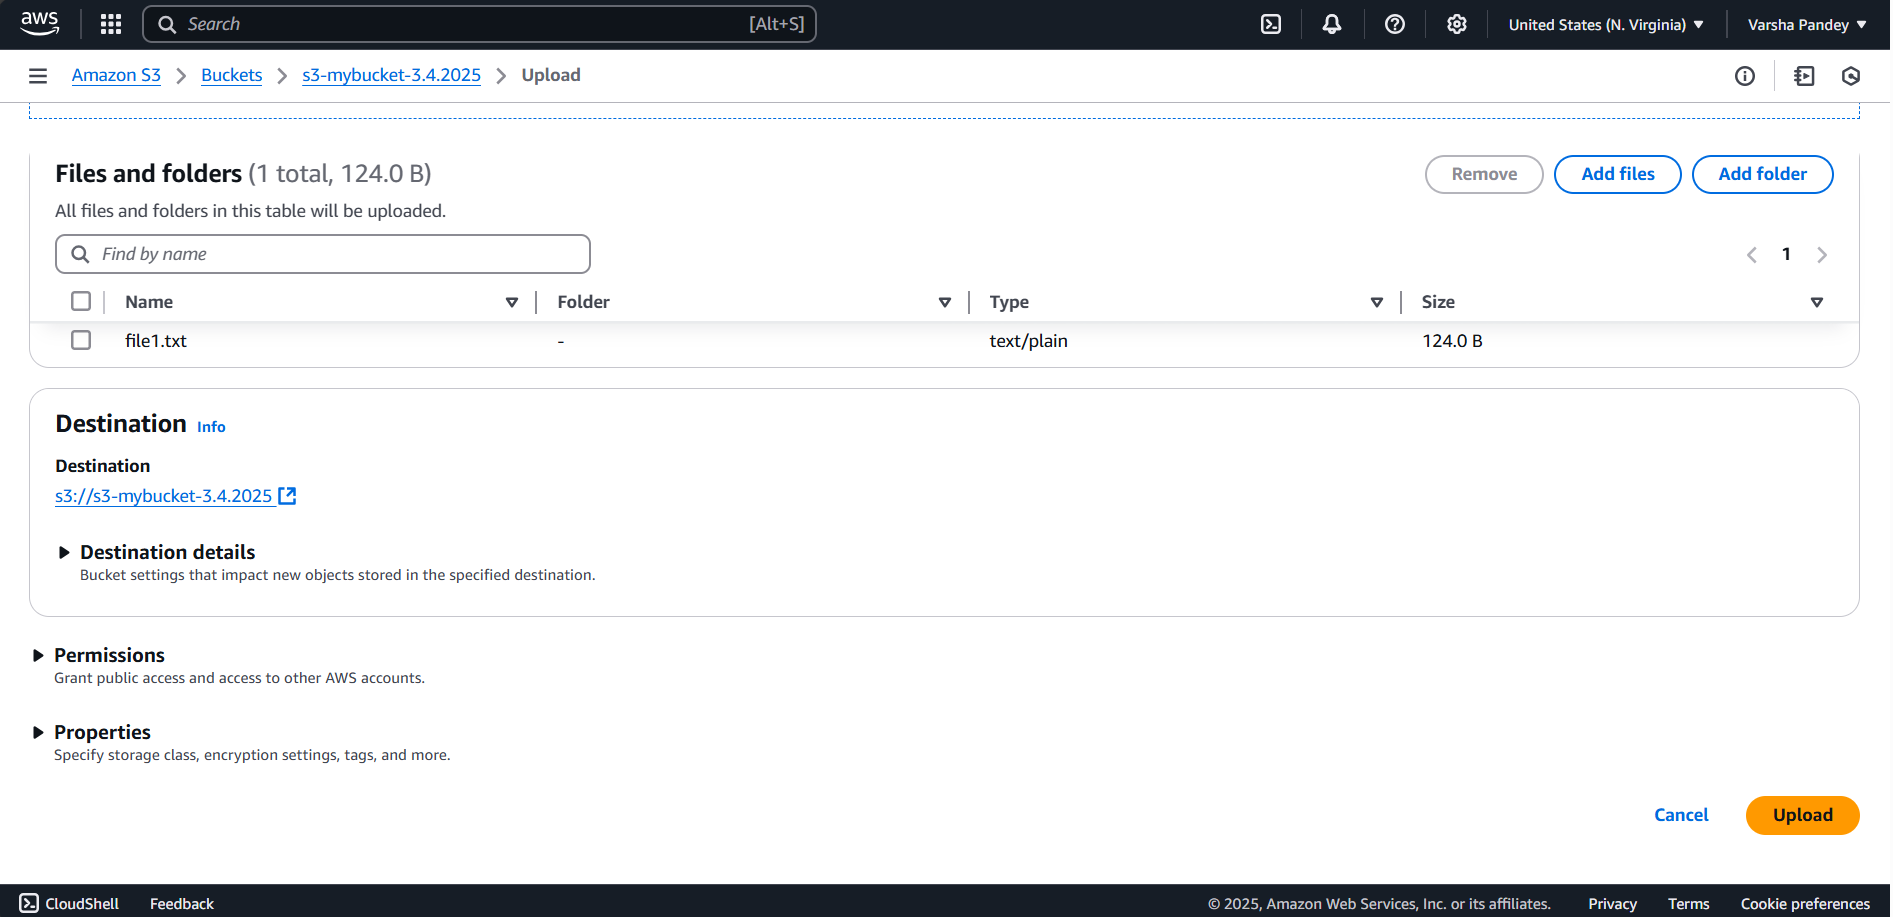 aws Search [Alt+S] United States (N. Virginia) Varsha Pandey
Amazon S3 Buckets s3-mybucket-3.4.2025 Upload
Files and folders (1 total, 124.0 B) Remove Add files Add folder
All files and folders in this table will be uploaded.
Find by name 1
Name Folder Type Size
file1.txt - text/plain 124.0 B
Destination Info
Destination
s3://s3-mybucket-3.4.2025
Destination details
Bucket settings that impact new objects stored in the specified destination.
Permissions
Grant public access and access to other AWS accounts.
Properties
Specify storage class, encryption settings, tags, and more.
Cancel Upload
CloudShell Feedback © 2025, Amazon Web Services, Inc. or its affiliates. Privacy Terms Cookie preferences